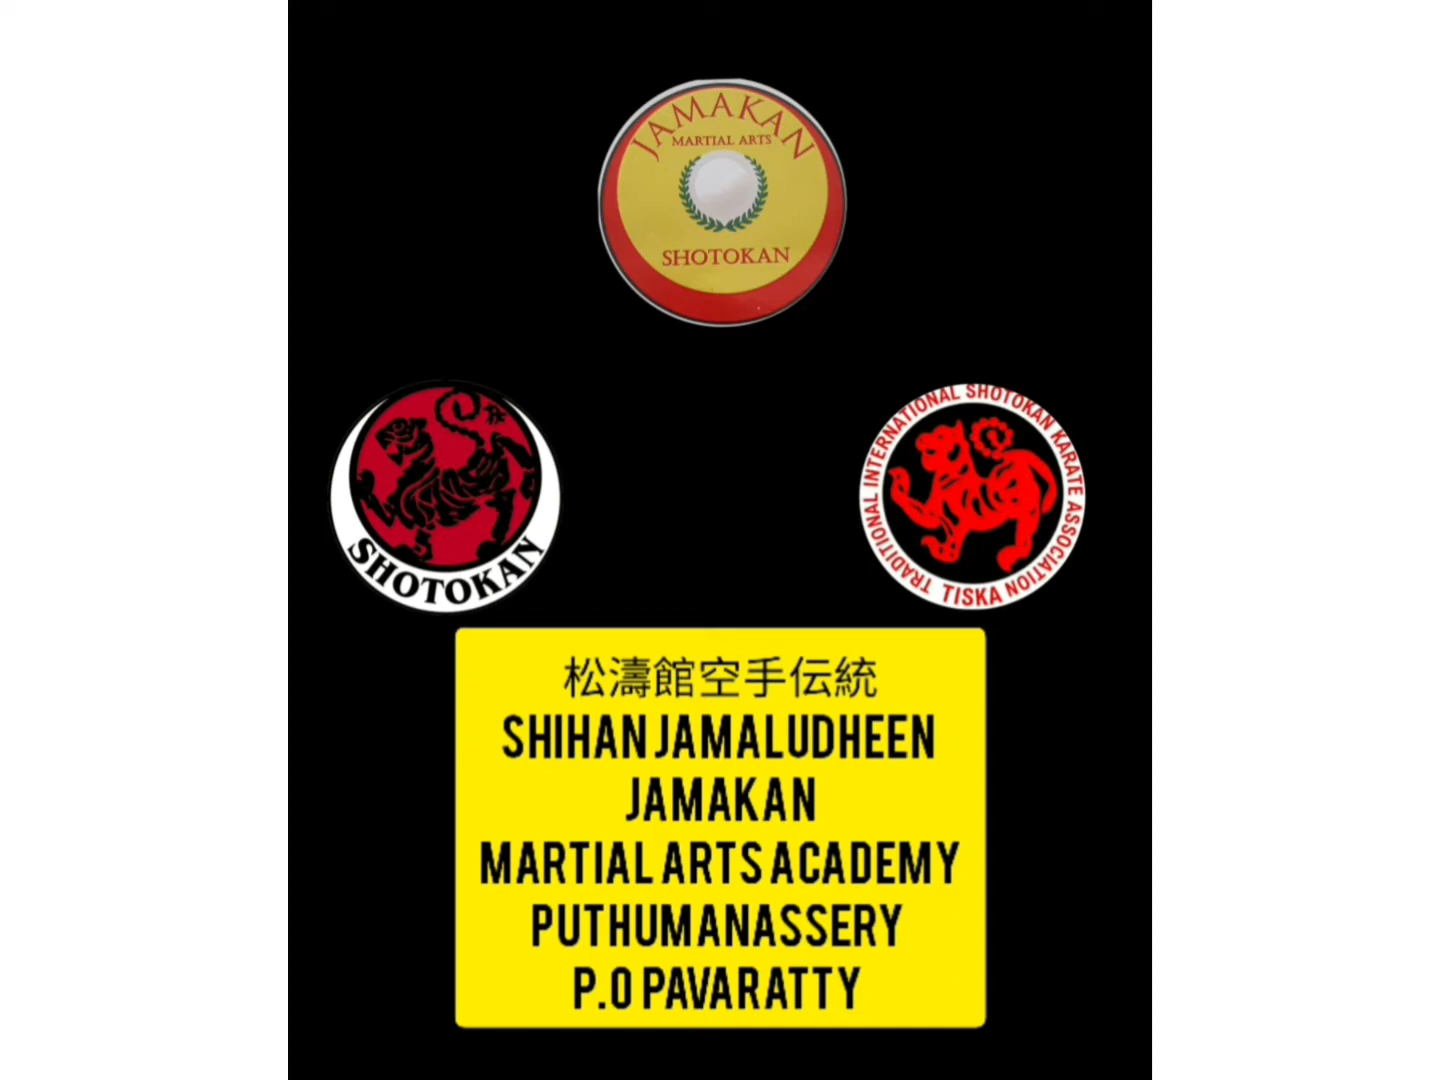 JAMAKAN
MARTIAL ARTS
SHOTOKAN
SHOTOKAN
TRADITIONAL INTERNATIONAL SHOTOKAN KARATE ASSOCIATION
TISKA
松濤館空手伝統
SHIHAN JAMALUDHEEN
JAMAKAN
MARTIAL ARTS ACADEMY
PUTHUMANASSERY
P.O PAVARATTY